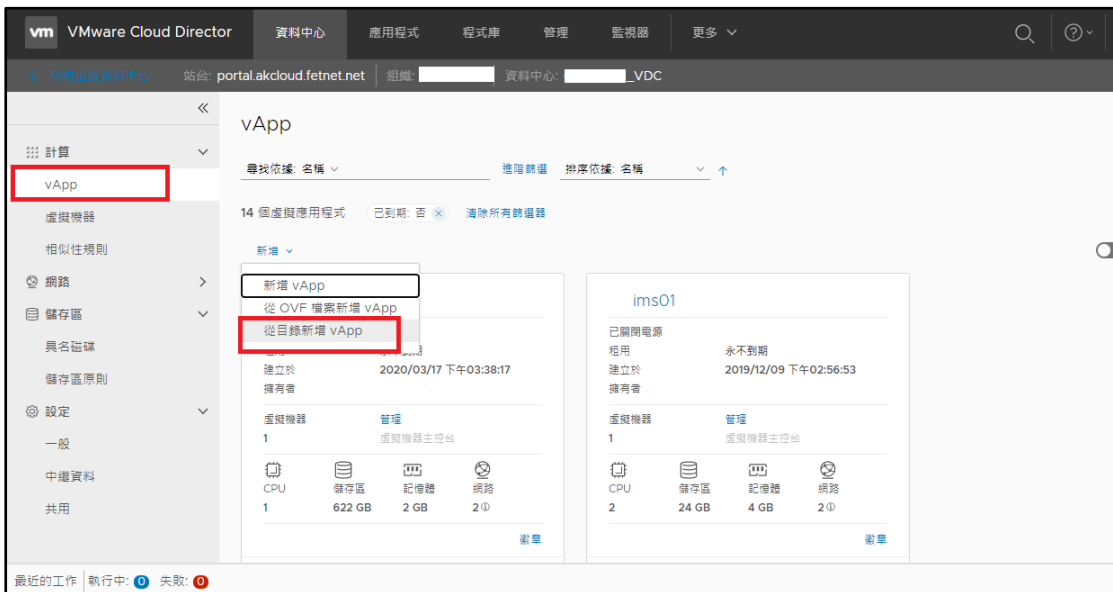 vm VMware Cloud Director 資料中心 應用程式 程式庫 管理 監視器 更多
所有虛擬資料中心 站台: portal.akcloud.fetnet.net 組織: 資料中心: _VDC
vApp
計算
尋找依據: 名稱 進階篩選 排序依據: 名稱
vApp
14 個虛擬應用程式 已到期: 否 清除所有篩選器
虛擬機器
相似性規則
新增
網路
新增 vApp
從 OVF 檔案新增 vApp
從目錄新增 vApp
儲存區
具名磁碟
儲存區原則
設定
一般
中繼資料
共用
建立於 2020/03/17 下午03:38:17
擁有者
虛擬機器 管理
1 虛擬機器主控台
CPU 儲存區 記憶體 網路
1 622 GB 2 GB 2
徽章
ims01
已關閉電源
租用 永不到期
建立於 2019/12/09 下午02:56:53
擁有者
虛擬機器 管理
1 虛擬機器主控台
CPU 儲存區 記憶體 網路
2 24 GB 4 GB 2
徽章
最近的工作 執行中: 0 失敗: 0